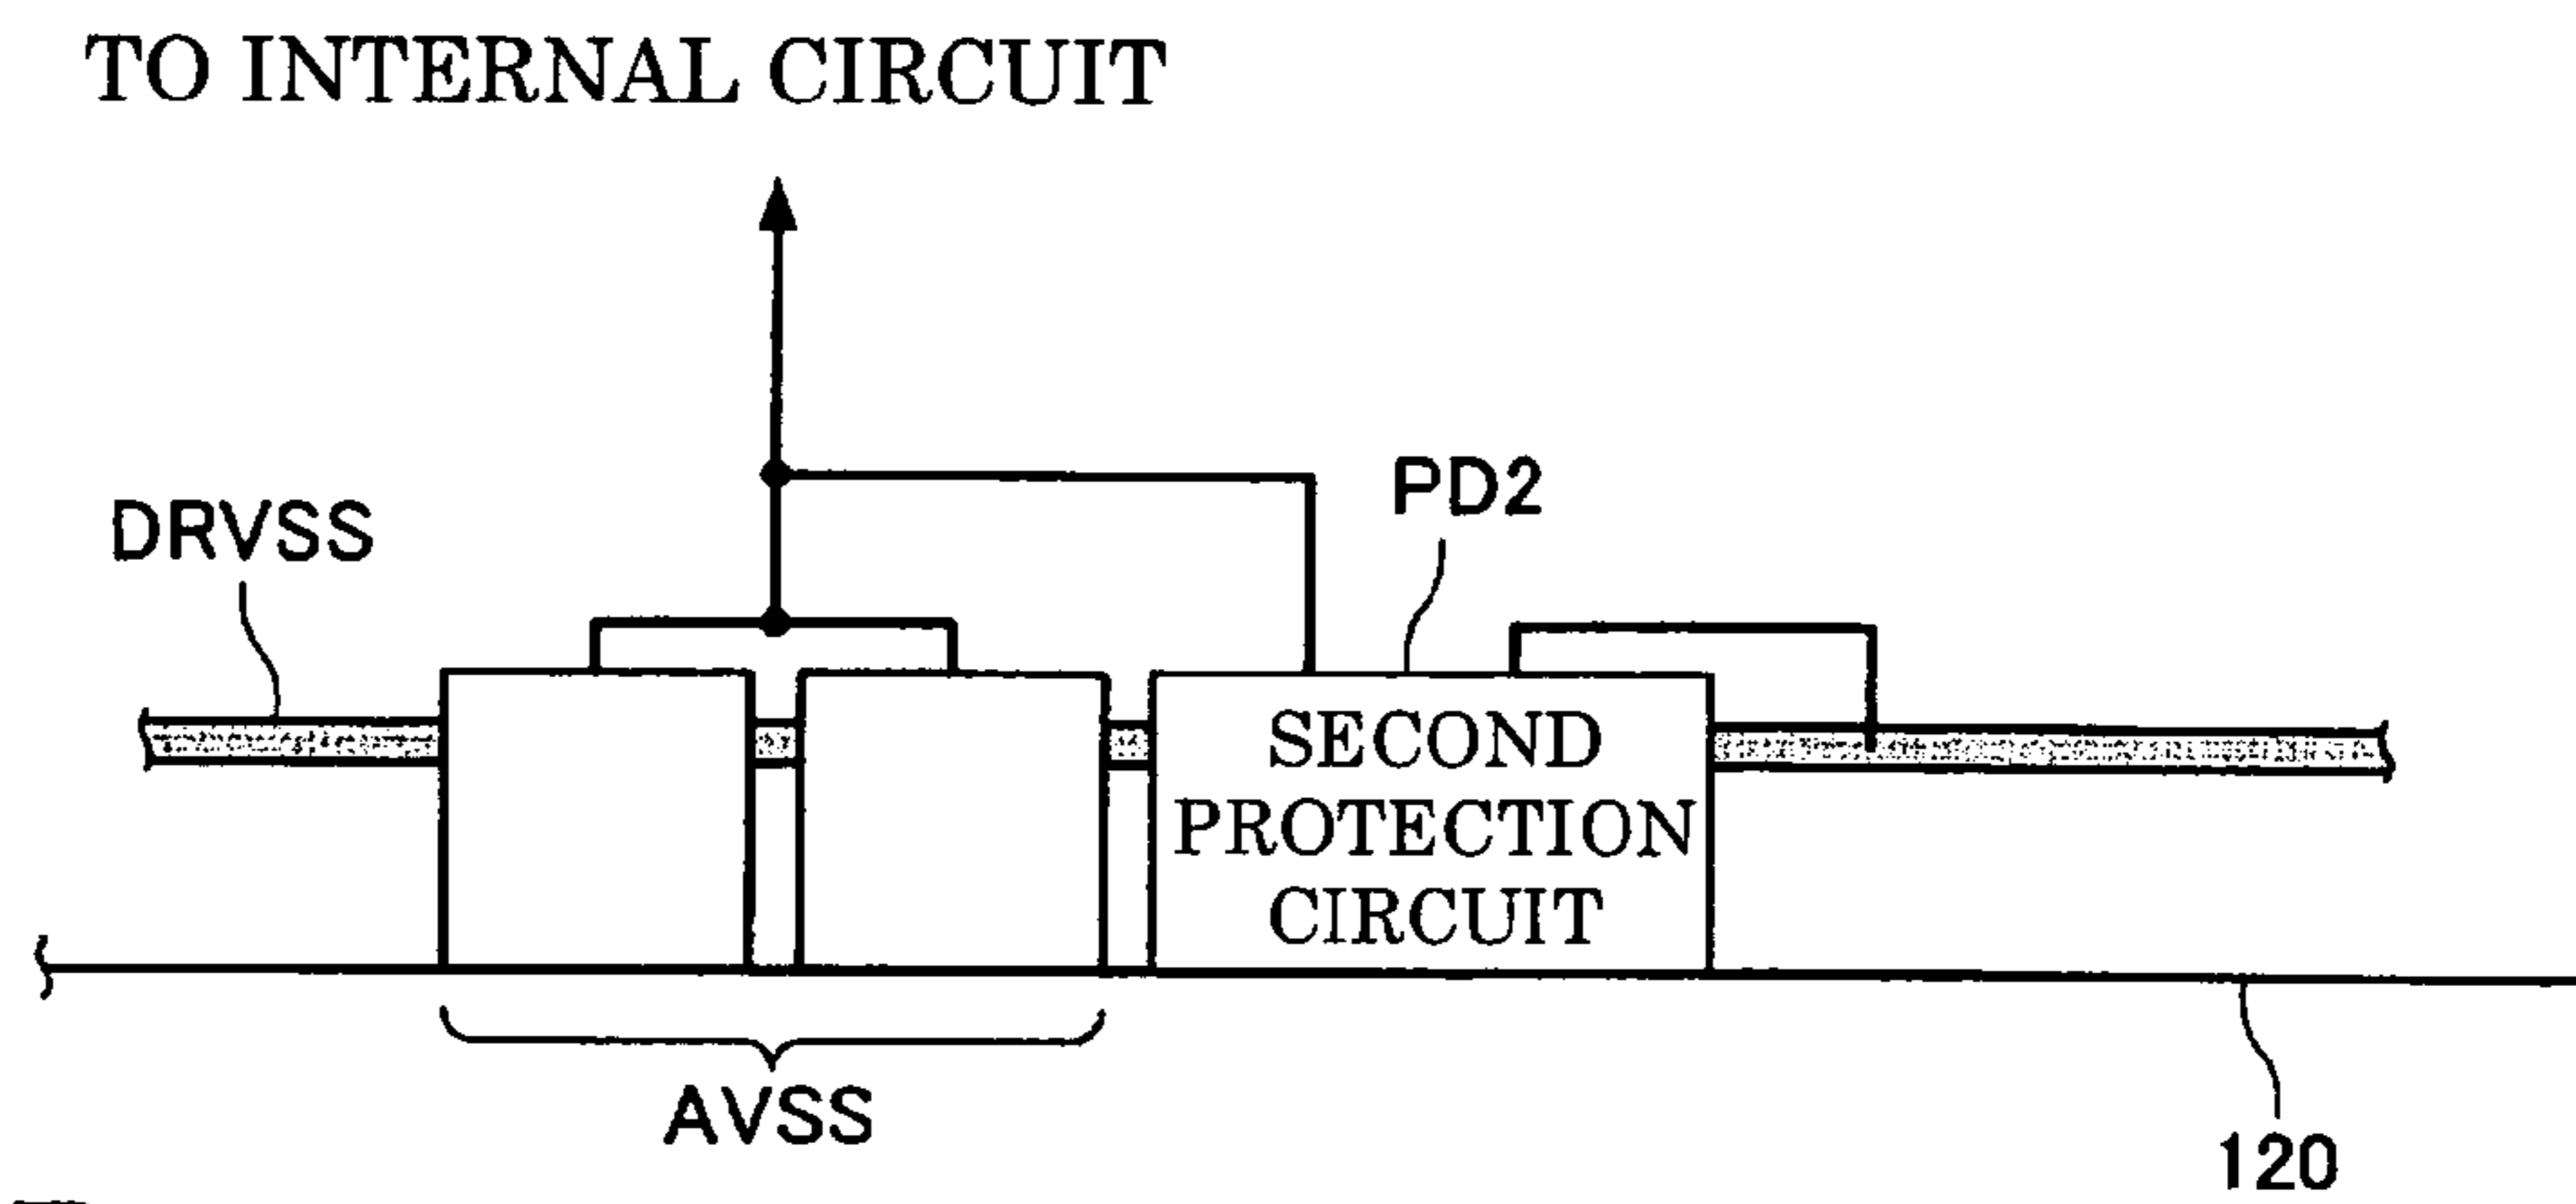 TO INTERNAL CIRCUIT
DRVSS
PD2
SECOND
PROTECTION
CIRCUIT
AVSS
120